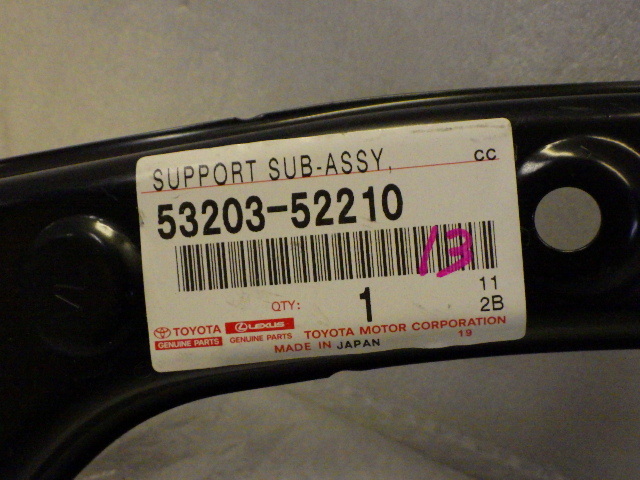 SUPPORT SUB-ASSY, CC
53203-52210
13
11
QTY: 1 2B
TOYOTA LEXUS
GENUINE PARTS GENUINE PARTS TOYOTA MOTOR CORPORATION
19
MADE IN JAPAN